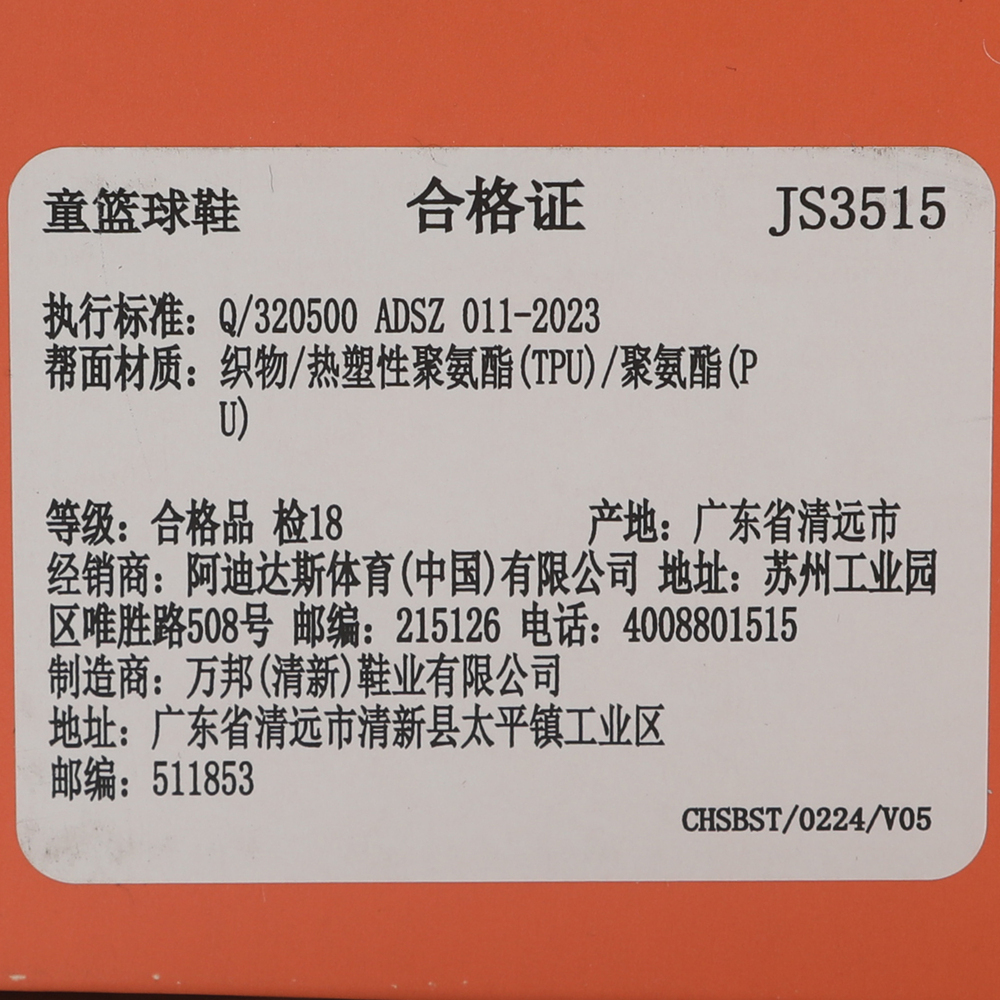 童篮球鞋 合格证 JS3515
执行标准：Q/320500 ADSZ 011-2023
帮面材质：织物/热塑性聚氨酯(TPU)/聚氨酯(P
U)
等级：合格品 检18 产地：广东省清远市
经销商：阿迪达斯体育(中国)有限公司 地址：苏州工业园
区唯胜路508号 邮编：215126 电话：4008801515
制造商：万邦(清新)鞋业有限公司
地址：广东省清远市清新县太平镇工业区
邮编：511853
CHSBST/0224/V05